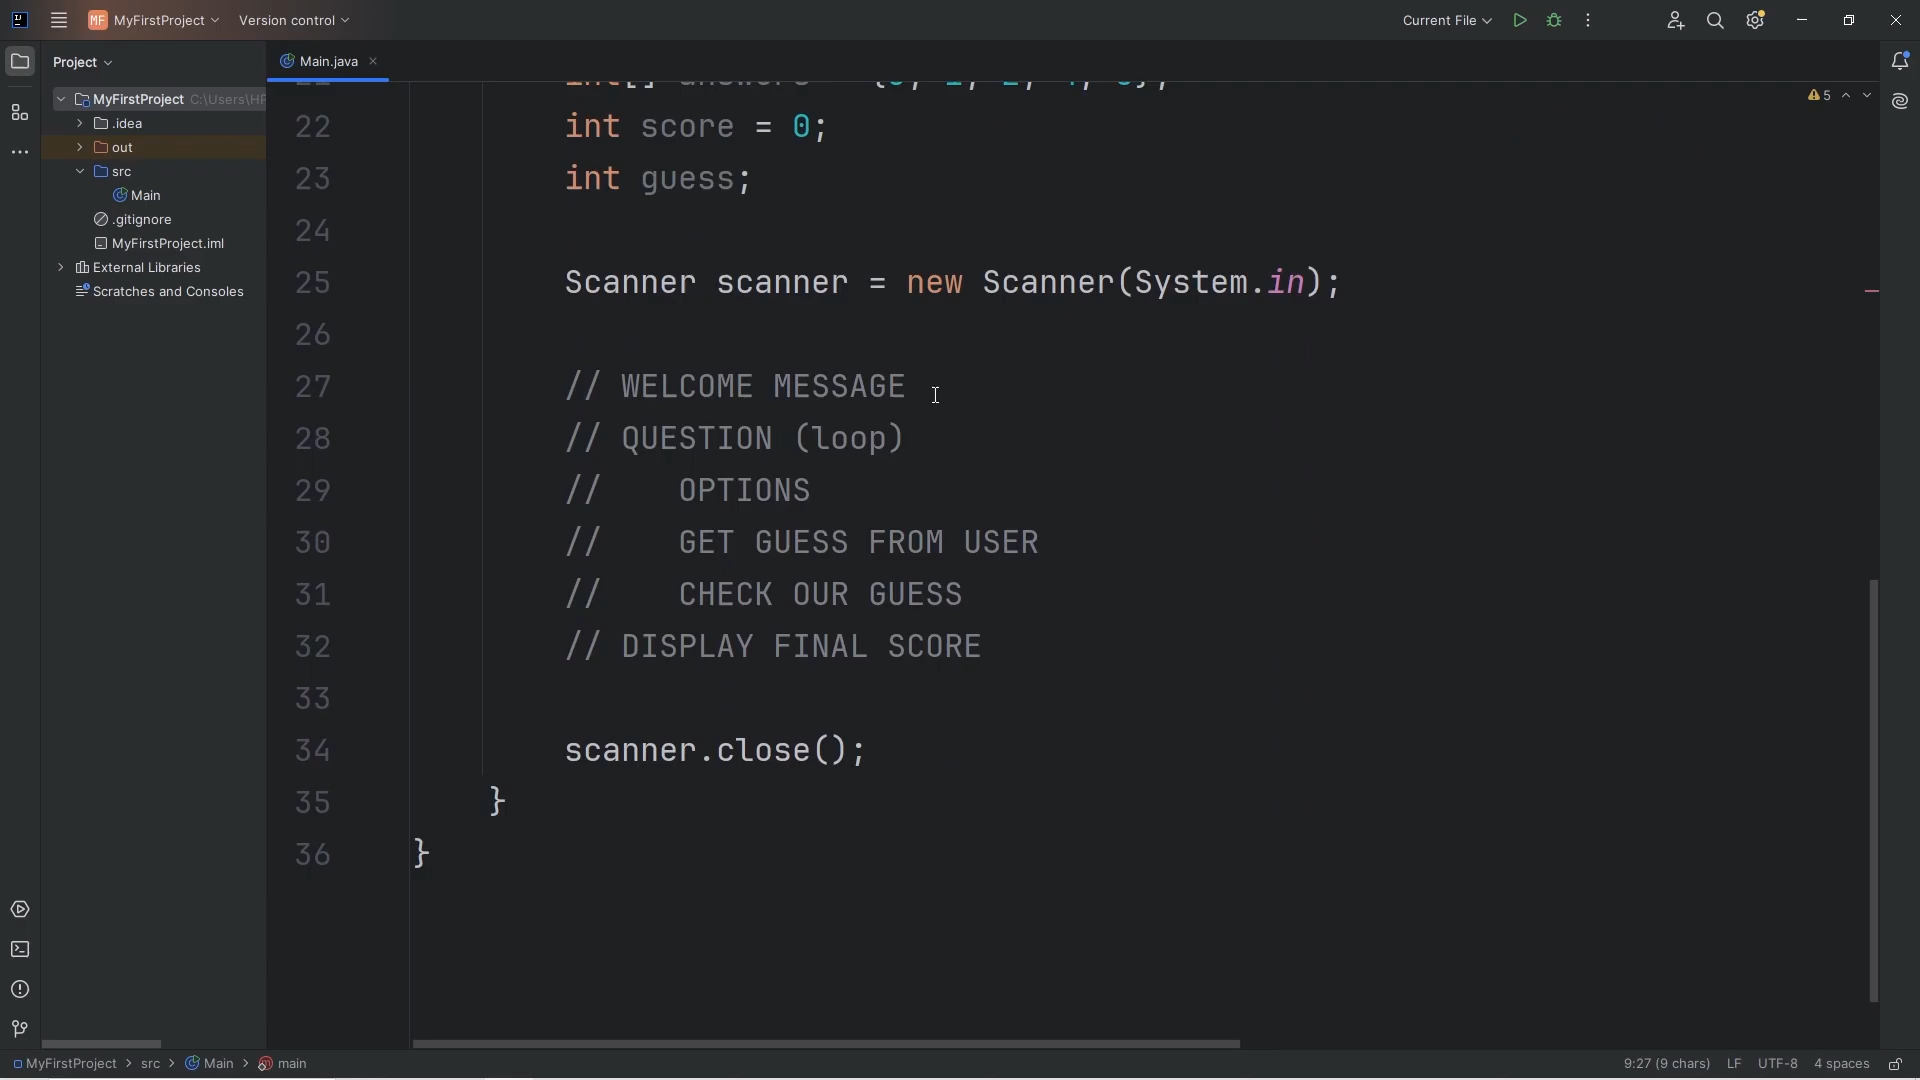 MF MyFirstProject Version control Current File
Project
Main.java
MyFirstProject C:\Users\HP
.idea
out
src
Main
.gitignore
MyFirstProject.iml
External Libraries
Scratches and Consoles
5
22 int score = 0;
23 int guess;
24
25 Scanner scanner = new Scanner(System.in);
26
27 // WELCOME MESSAGE
28 // QUESTION (loop)
29 //    OPTIONS
30 //    GET GUESS FROM USER
31 //    CHECK OUR GUESS
32 // DISPLAY FINAL SCORE
33
34 scanner.close();
35 }
36 }
MyFirstProject > src > Main > main 9:27 (9 chars) LF UTF-8 4 spaces